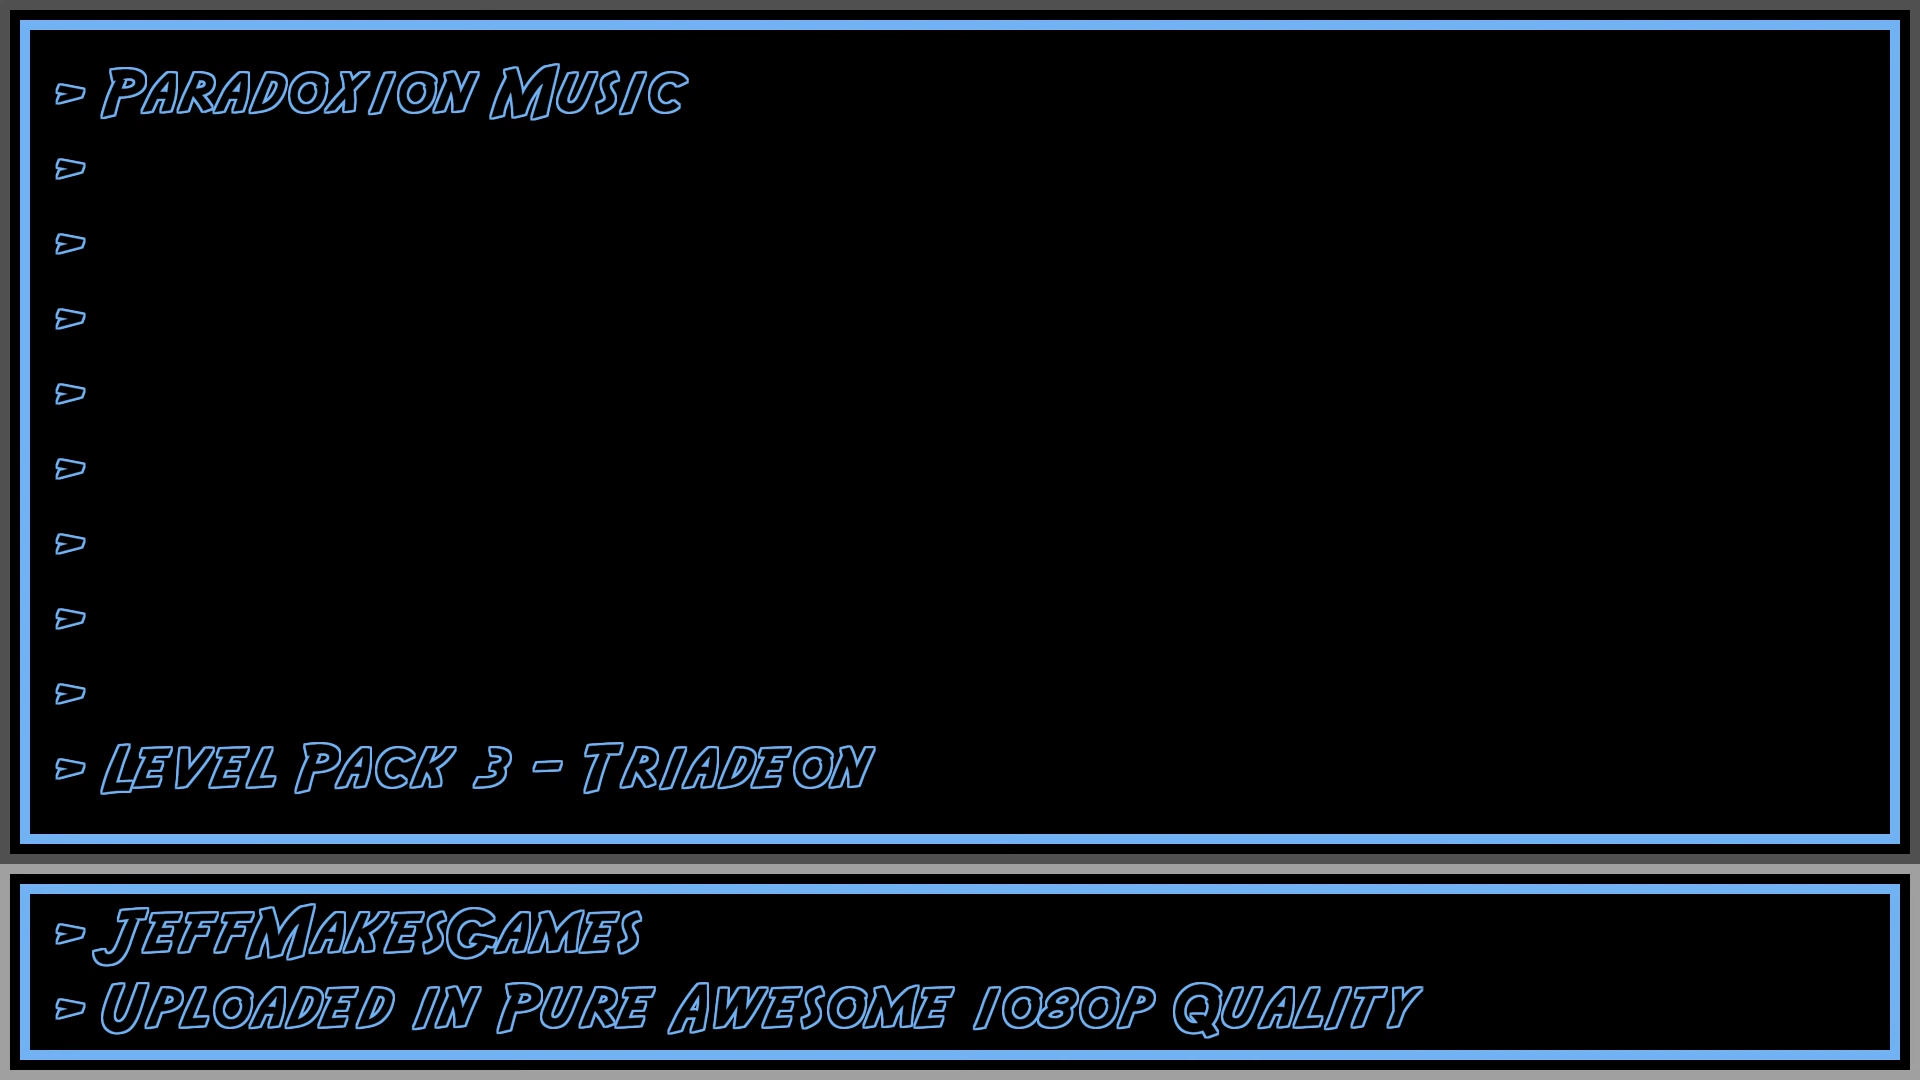 > Paradoxion Music
>
>
>
>
>
>
>
>
> Level Pack 3 - Triadeon
> JeffMakesGames
> Uploaded in Pure Awesome 1080p Quality